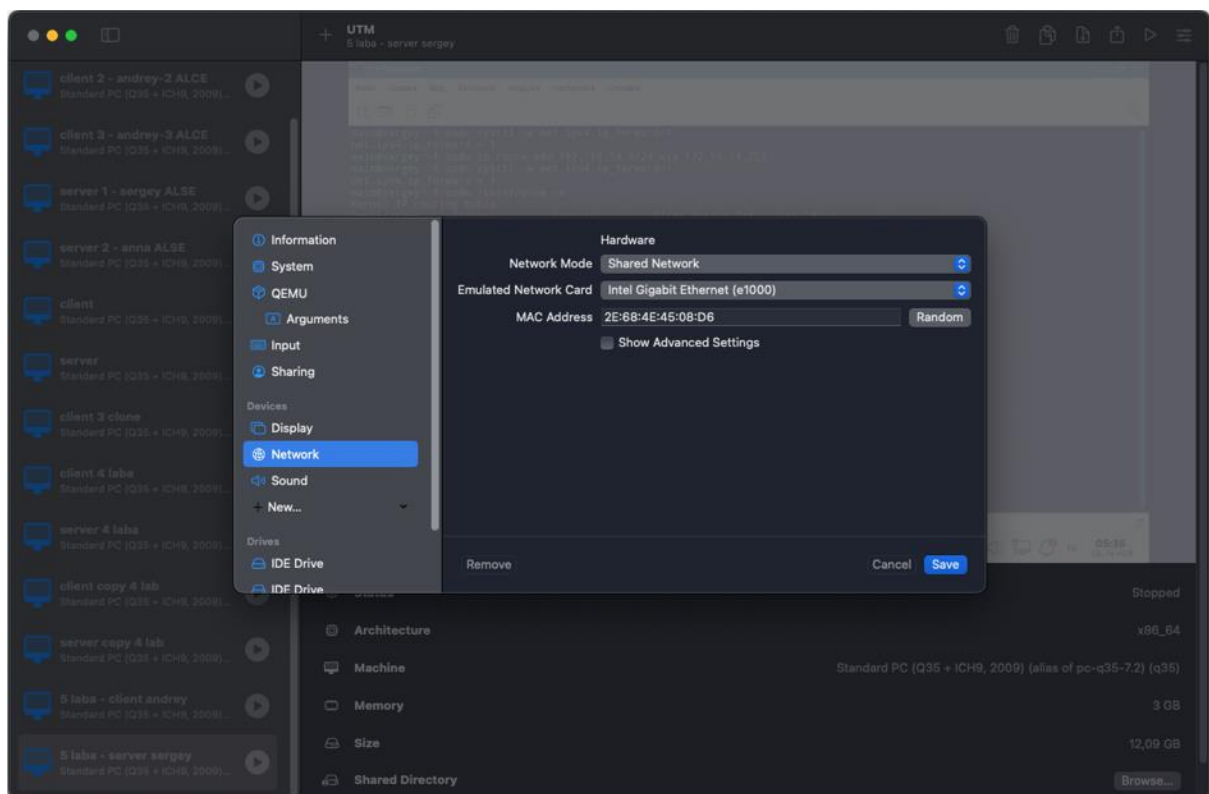 UTM
5 laba - server sergey
client 2 - andrey-2 ALCE
Standard PC (Q35 + ICH9, 2009)...
client 3 - andrey-3 ALCE
Standard PC (Q35 + ICH9, 2009)...
server 1 - sergey ALSE
Standard PC (Q35 + ICH9, 2009)...
server 2 - anna ALSE
Standard PC (Q35 + ICH9, 2009)...
client
Standard PC (Q35 + ICH9, 2009)...
server
Standard PC (Q35 + ICH9, 2009)...
client 3 clone
Standard PC (Q35 + ICH9, 2009)...
client 4 laba
Standard PC (Q35 + ICH9, 2009)...
server 4 laba
Standard PC (Q35 + ICH9, 2009)...
client copy 4 lab
Standard PC (Q35 + ICH9, 2009)...
server copy 4 lab
Standard PC (Q35 + ICH9, 2009)...
5 laba - client andrey
Standard PC (Q35 + ICH9, 2009)...
5 laba - server sergey
Standard PC (Q35 + ICH9, 2009)...
Information
System
QEMU
Arguments
Input
Sharing
Devices
Display
Network
Sound
+ New...
Drives
IDE Drive
IDE Drive
Hardware
Network Mode Shared Network
Emulated Network Card Intel Gigabit Ethernet (e1000)
MAC Address 2E:68:4E:45:08:D6 Random
Show Advanced Settings
Remove Cancel Save
05:36
Status Stopped
Architecture x86_64
Machine Standard PC (Q35 + ICH9, 2009) (alias of pc-q35-7.2) (q35)
Memory 3 GB
Size 12,09 GB
Shared Directory Browse...